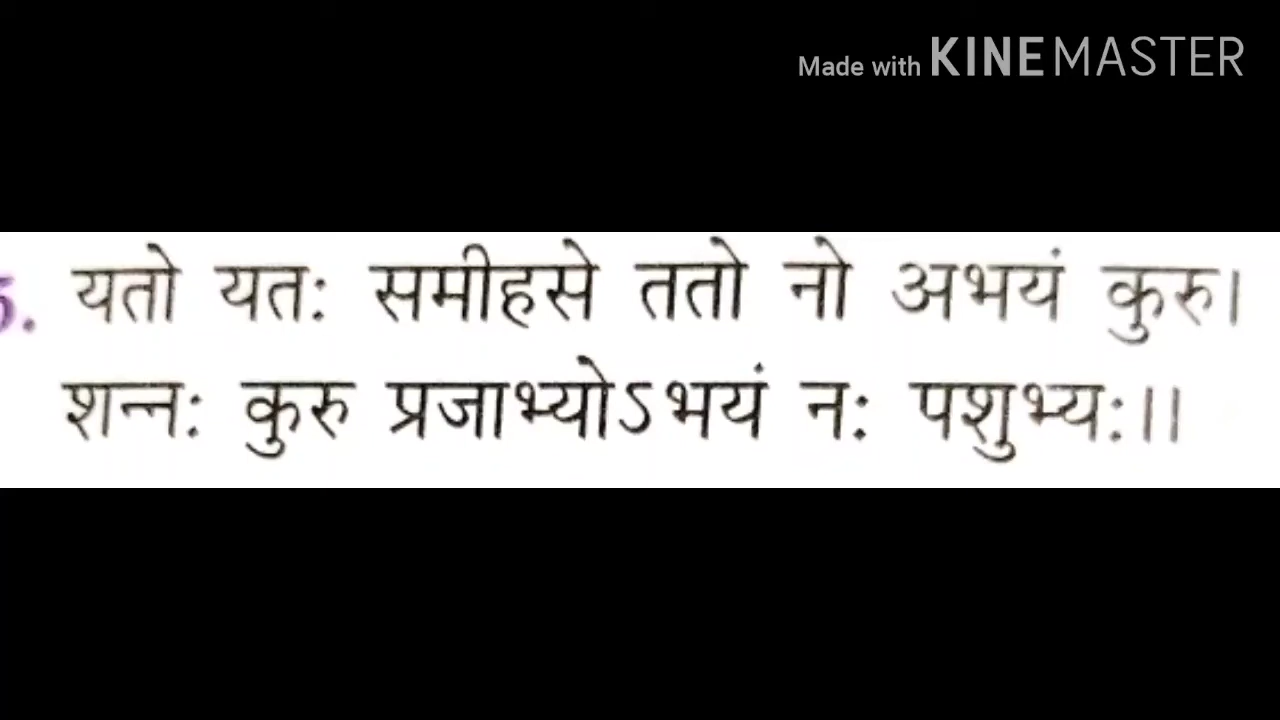 Made with KINEMASTER
यतो यत: समीहसे ततो नो अभयं कुरु।
शन्न: कुरु प्रजाभ्योऽभयं न: पशुभ्य:।।